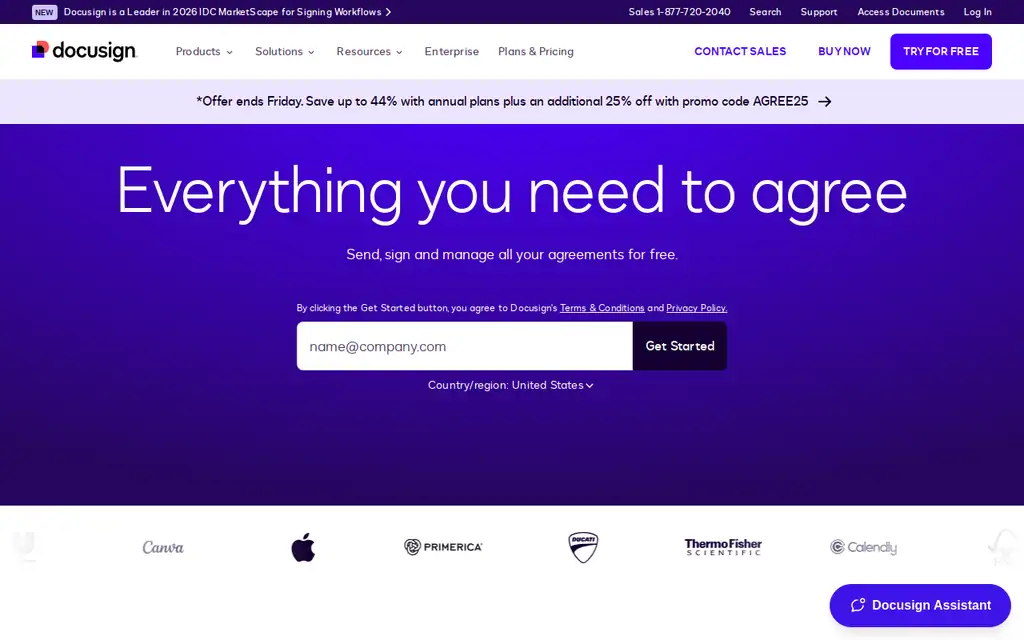 NEW Docusign is a Leader in 2026 IDC MarketScape for Signing Workflows
Sales 1-877-720-2040 Search Support Access Documents Log In
docusign
Products Solutions Resources Enterprise Plans & Pricing
CONTACT SALES BUY NOW TRY FOR FREE
*Offer ends Friday. Save up to 44% with annual plans plus an additional 25% off with promo code AGREE25
Everything you need to agree
Send, sign and manage all your agreements for free.
By clicking the Get Started button, you agree to Docusign's Terms & Conditions and Privacy Policy.
name@company.com Get Started
Country/region: United States
Canva PRIMERICA DUCATI ThermoFisher SCIENTIFIC Calendly
Docusign Assistant